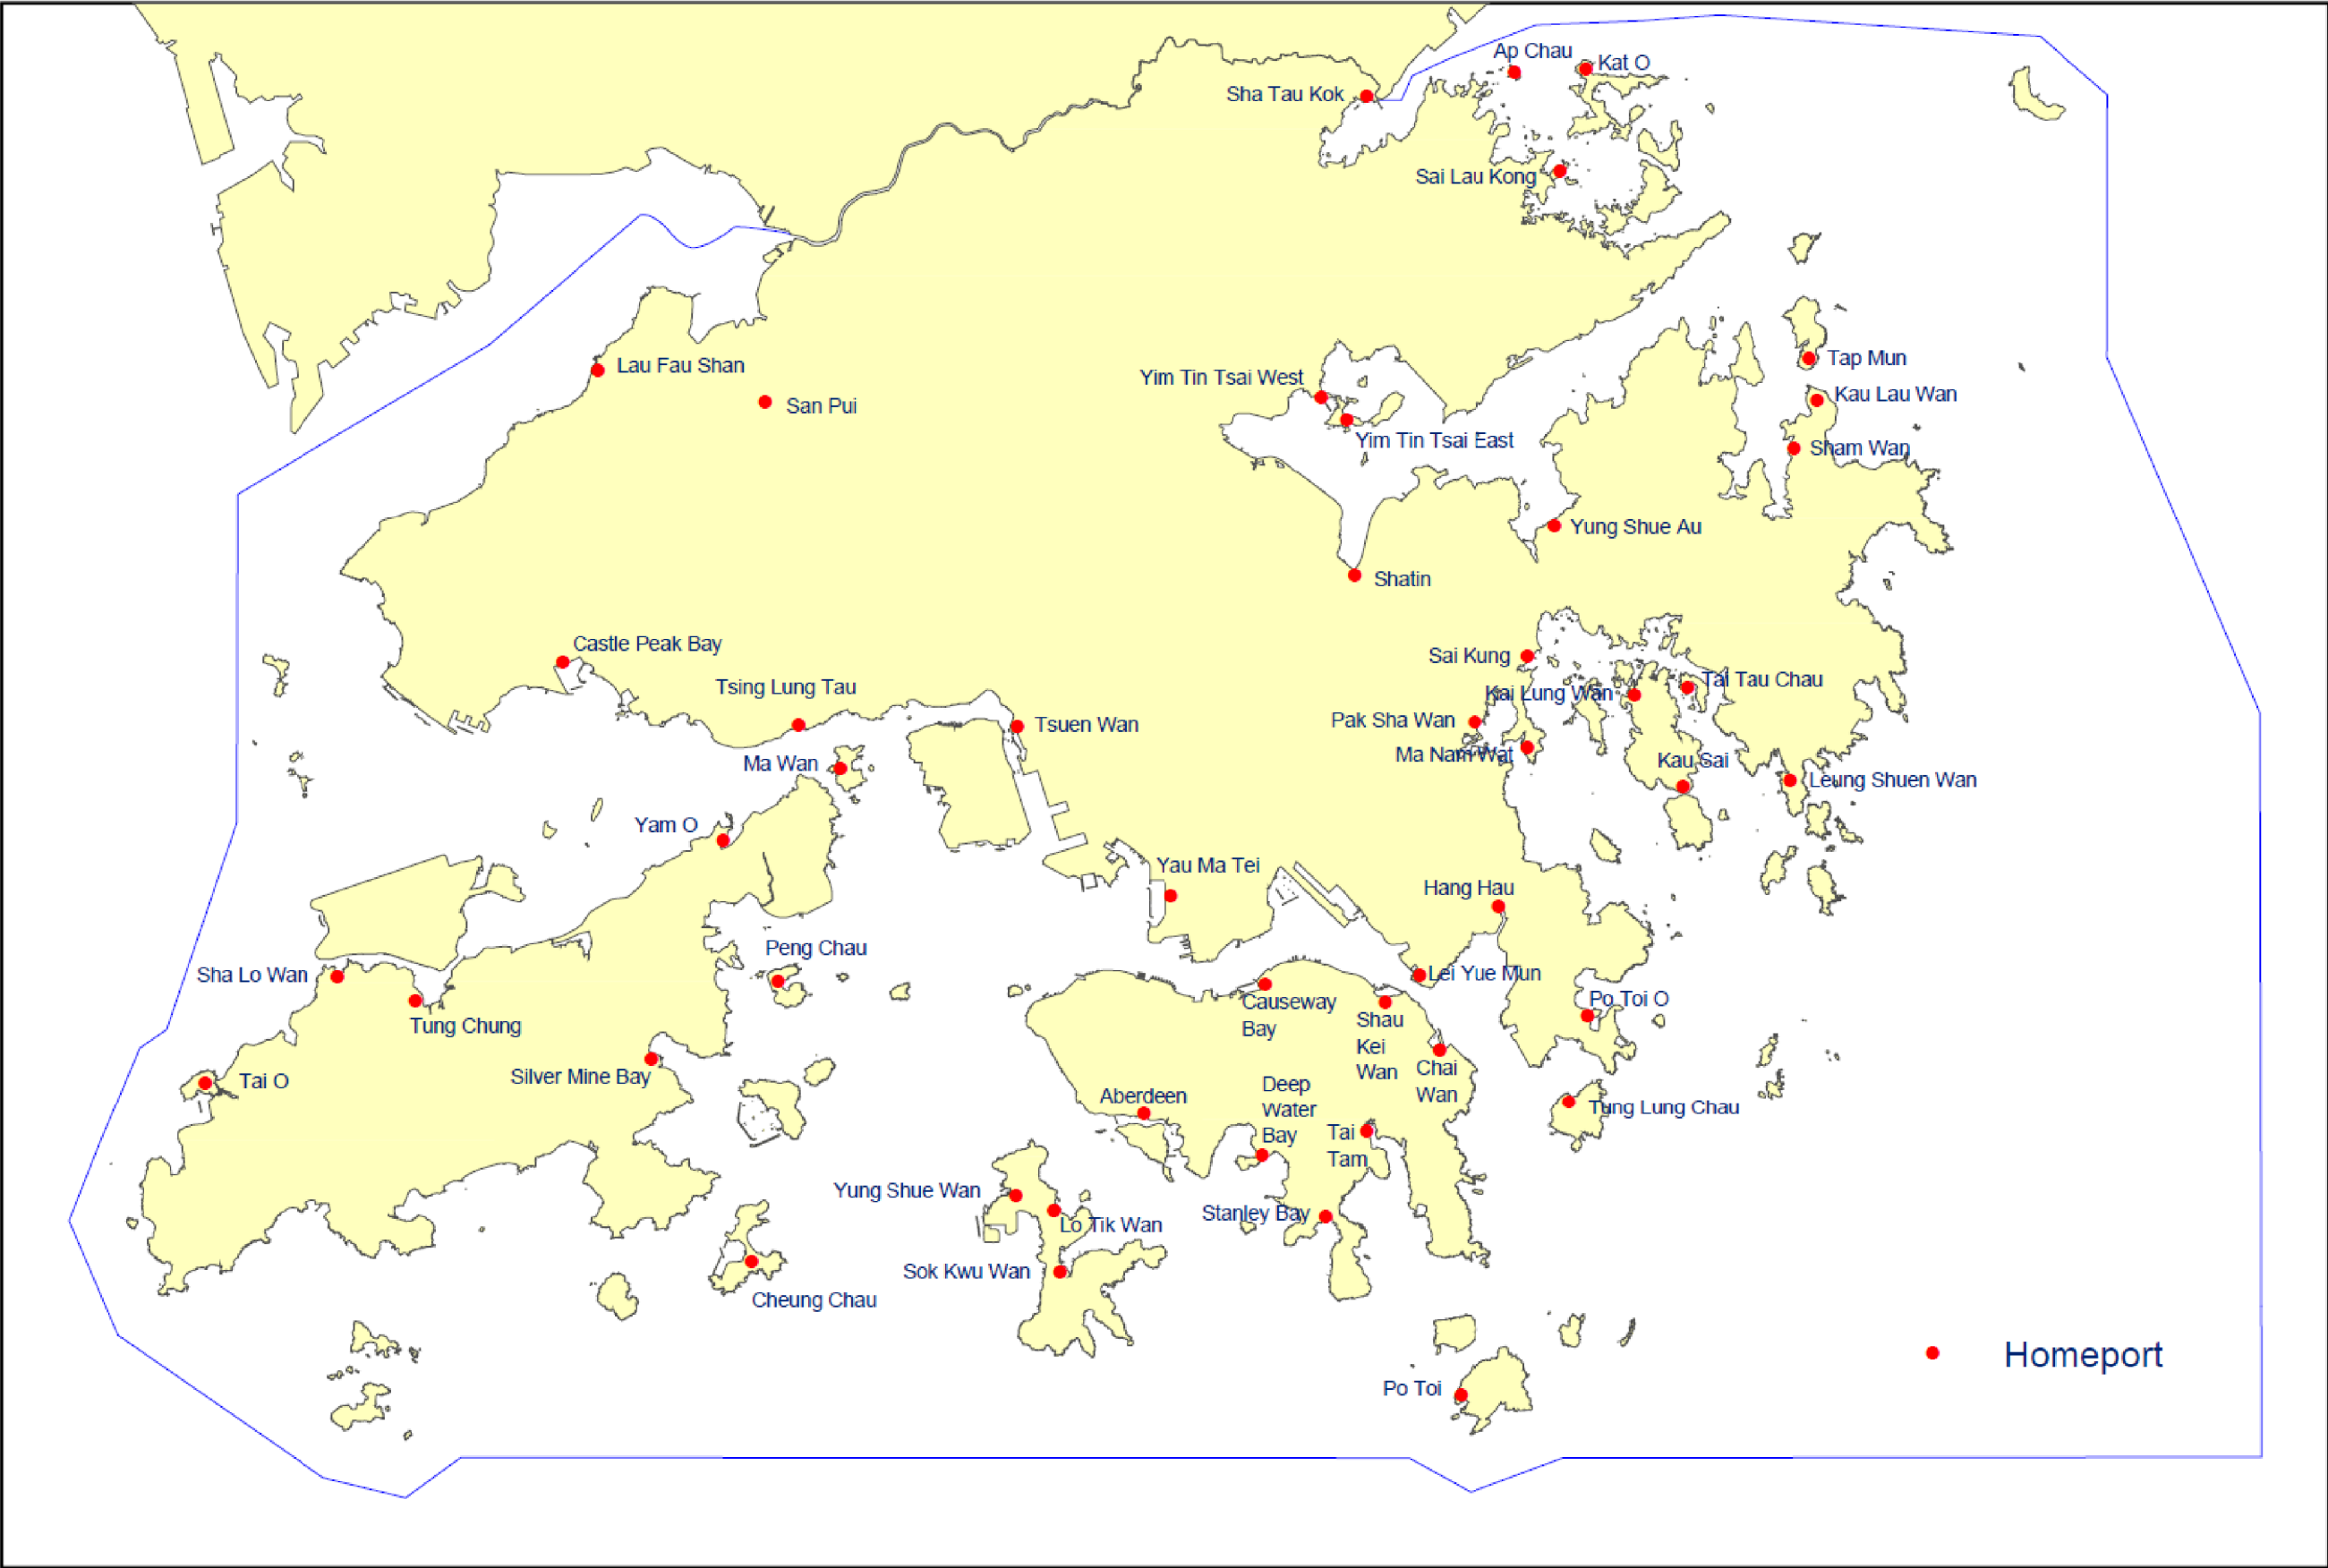 Ap Chau
Kat O
Sha Tau Kok
Sai Lau Kong
Lau Fau Shan
San Pui
Yim Tin Tsai West
Tap Mun
Kau Lau Wan
Yim Tin Tsai East
Sham Wan
Yung Shue Au
Shatin
Castle Peak Bay
Sai Kung
Tsing Lung Tau
Kai Lung Wan
Tai Tau Chau
Tsuen Wan
Pak Sha Wan
Ma Wan
Ma Nam Wat
Kau Sai
Leung Shuen Wan
Yam O
Yau Ma Tei
Hang Hau
Peng Chau
Sha Lo Wan
Lei Yue Mun
Tung Chung
Causeway
Bay
Shau
Kei
Wan
Po Toi O
Chai
Wan
Tai O
Silver Mine Bay
Aberdeen
Deep
Water
Bay
Tai
Tam
Tung Lung Chau
Yung Shue Wan
Lo Tik Wan
Stanley Bay
Sok Kwu Wan
Cheung Chau
Po Toi
Homeport